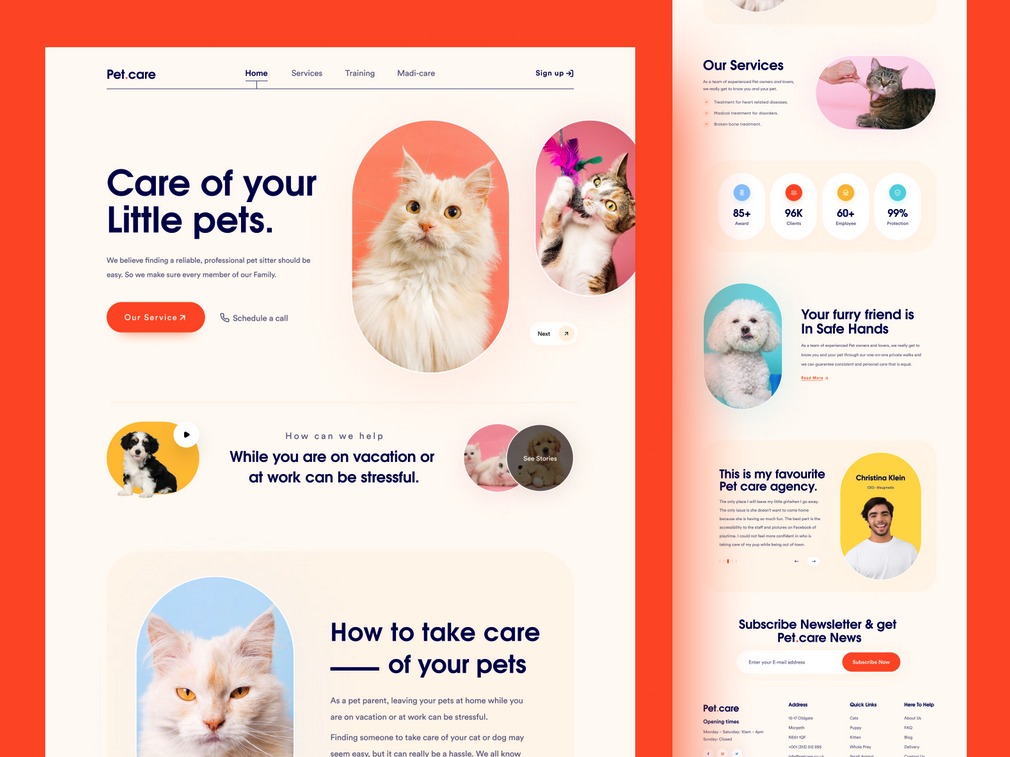 Pet.care
Home
Services
Training
Madi-care
Sign up
Care of your
Little pets.
We believe finding a reliable, professional pet sitter should be
easy. So we make sure every member of our Family.
Our Service
Schedule a call
Next
How can we help
While you are on vacation or
at work can be stressful.
See Stories
How to take care
of your pets
As a pet parent, leaving your pets at home while you
are on vacation or at work can be stressful.
Finding someone to take care of your cat or dog may
seem easy, but it can really be a hassle. We all know
Our Services
As a team of experienced Pet owners and lovers,
we really get to know you and your pet.
Treatment for heart related diseases.
Medical treatment for disorders.
Broken bone treatment.
85+
Award
96K
Clients
60+
Employee
99%
Protection
Your furry friend is
In Safe Hands
As a team of experienced Pet owners and lovers, we really get to
know you and your pet through our one-on-one private walks and
we can guarantee consistent and personal care that is equal.
Read More
This is my favourite
Pet care agency.
The only place I will leave my little girlwhen I go away.
The only issue is she doesn't want to come home
because she is having so much fun. The best part is the
accessibility to the staff and pictures on Facebook of
playtime. I could not feel more confident in who is
taking care of my pup while being out of town.
Christina Klein
Subscribe Newsletter & get
Pet.care News
Enter your E-mail address
Subscribe Now
Pet.care
Opening times
Monday - Saturday: 10am - 4pm
Sunday: Closed
Address
15-17 Oldgate
Morpeth
NE61 1QF
Quick Links
Cats
Puppy
Kitten
Whole Prey
Here To Help
About Us
FAQ
Blog
Delivery
Contact Us